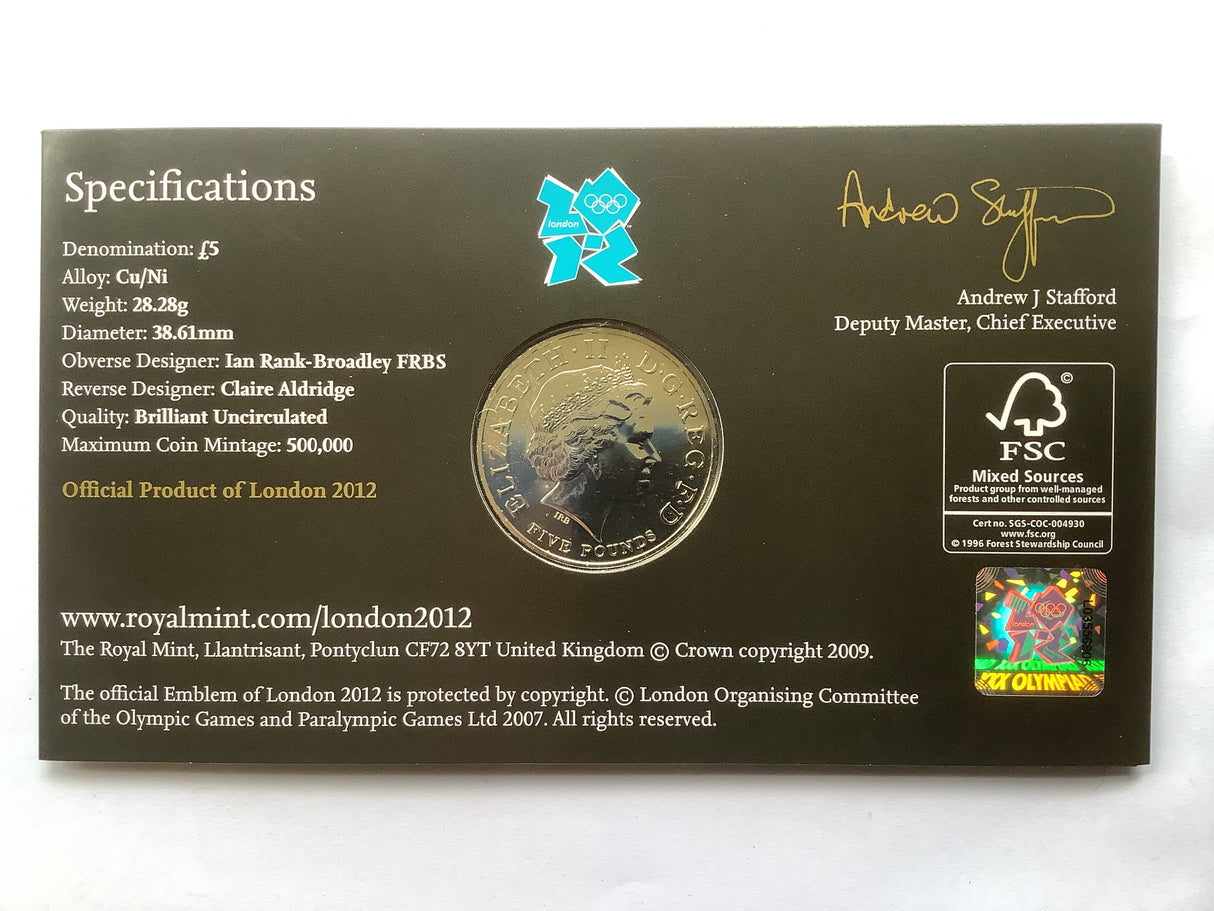 Specifications
Denomination: £5
Alloy: Cu/Ni
Weight: 28.28g
Diameter: 38.61mm
Obverse Designer: Ian Rank-Broadley FRBS
Reverse Designer: Claire Aldridge
Quality: Brilliant Uncirculated
Maximum Coin Mintage: 500,000
Official Product of London 2012
london
™
ELIZABETH·II·D·G·REG·F·D
IRB
FIVE POUNDS
Andrew Stafford
Andrew J Stafford
Deputy Master, Chief Executive
©
FSC
Mixed Sources
Product group from well-managed
forests and other controlled sources
Cert no. SGS-COC-004930
www.fsc.org
© 1996 Forest Stewardship Council
london
XX OLYMPIA
www.royalmint.com/london2012
The Royal Mint, Llantrisant, Pontyclun CF72 8YT United Kingdom © Crown copyright 2009.
The official Emblem of London 2012 is protected by copyright. © London Organising Committee
of the Olympic Games and Paralympic Games Ltd 2007. All rights reserved.